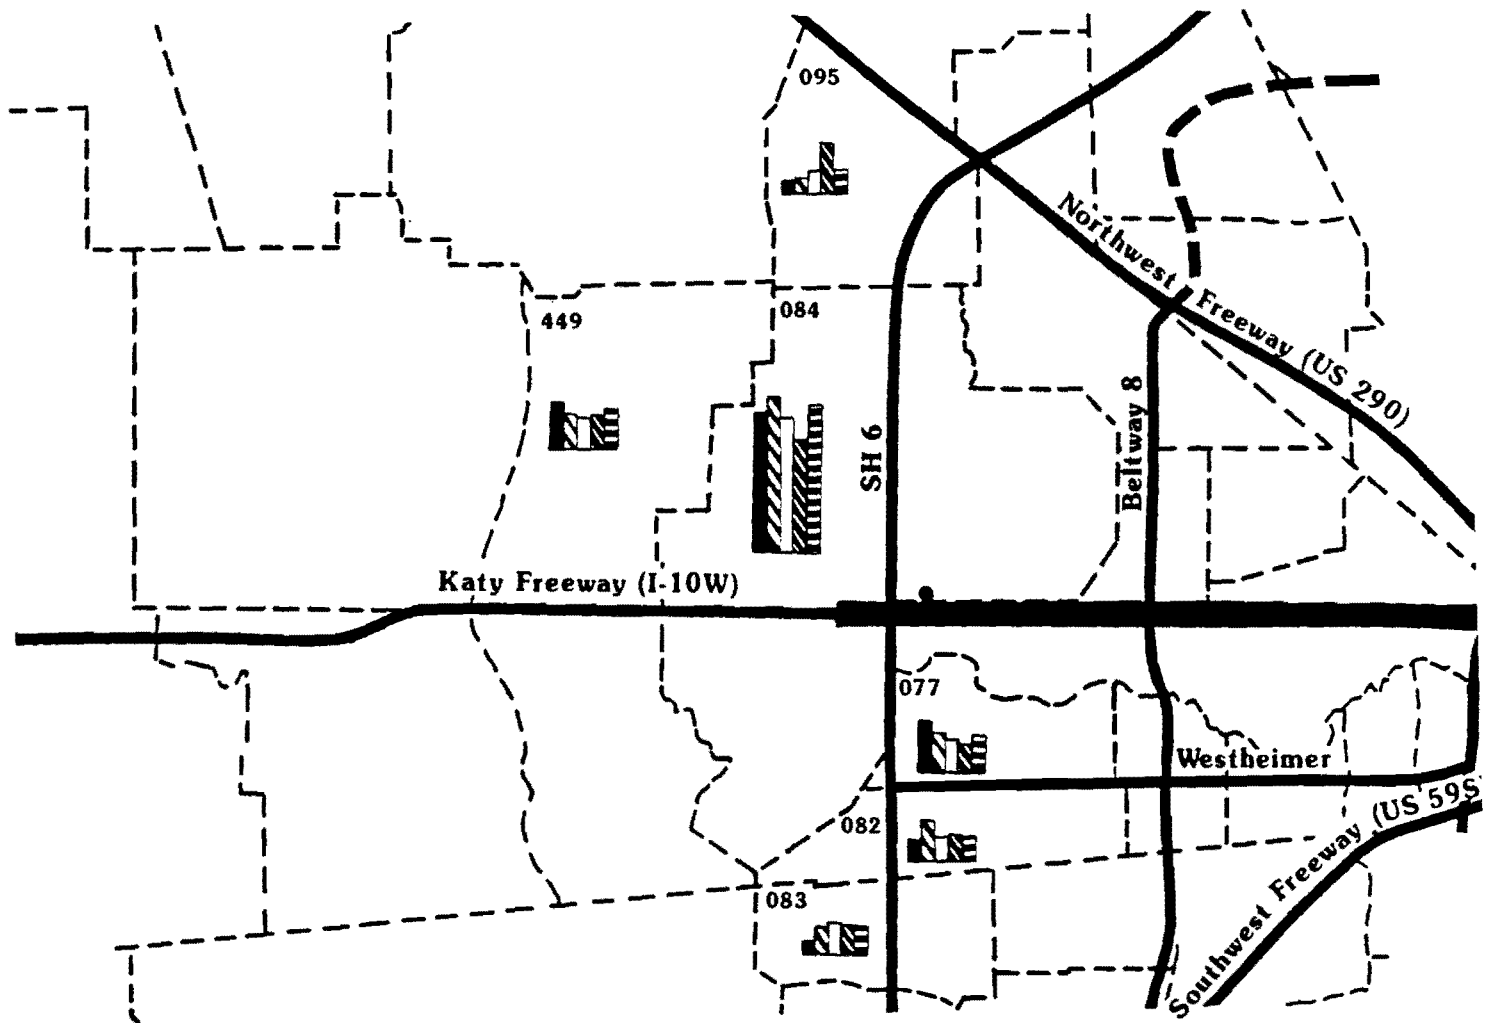 095
Northwest Freeway (US 290)
449
084
Beltway 8
SH 6
Katy Freeway (I-10W)
077
Westheimer
082
Southwest Freeway (US 59S
083